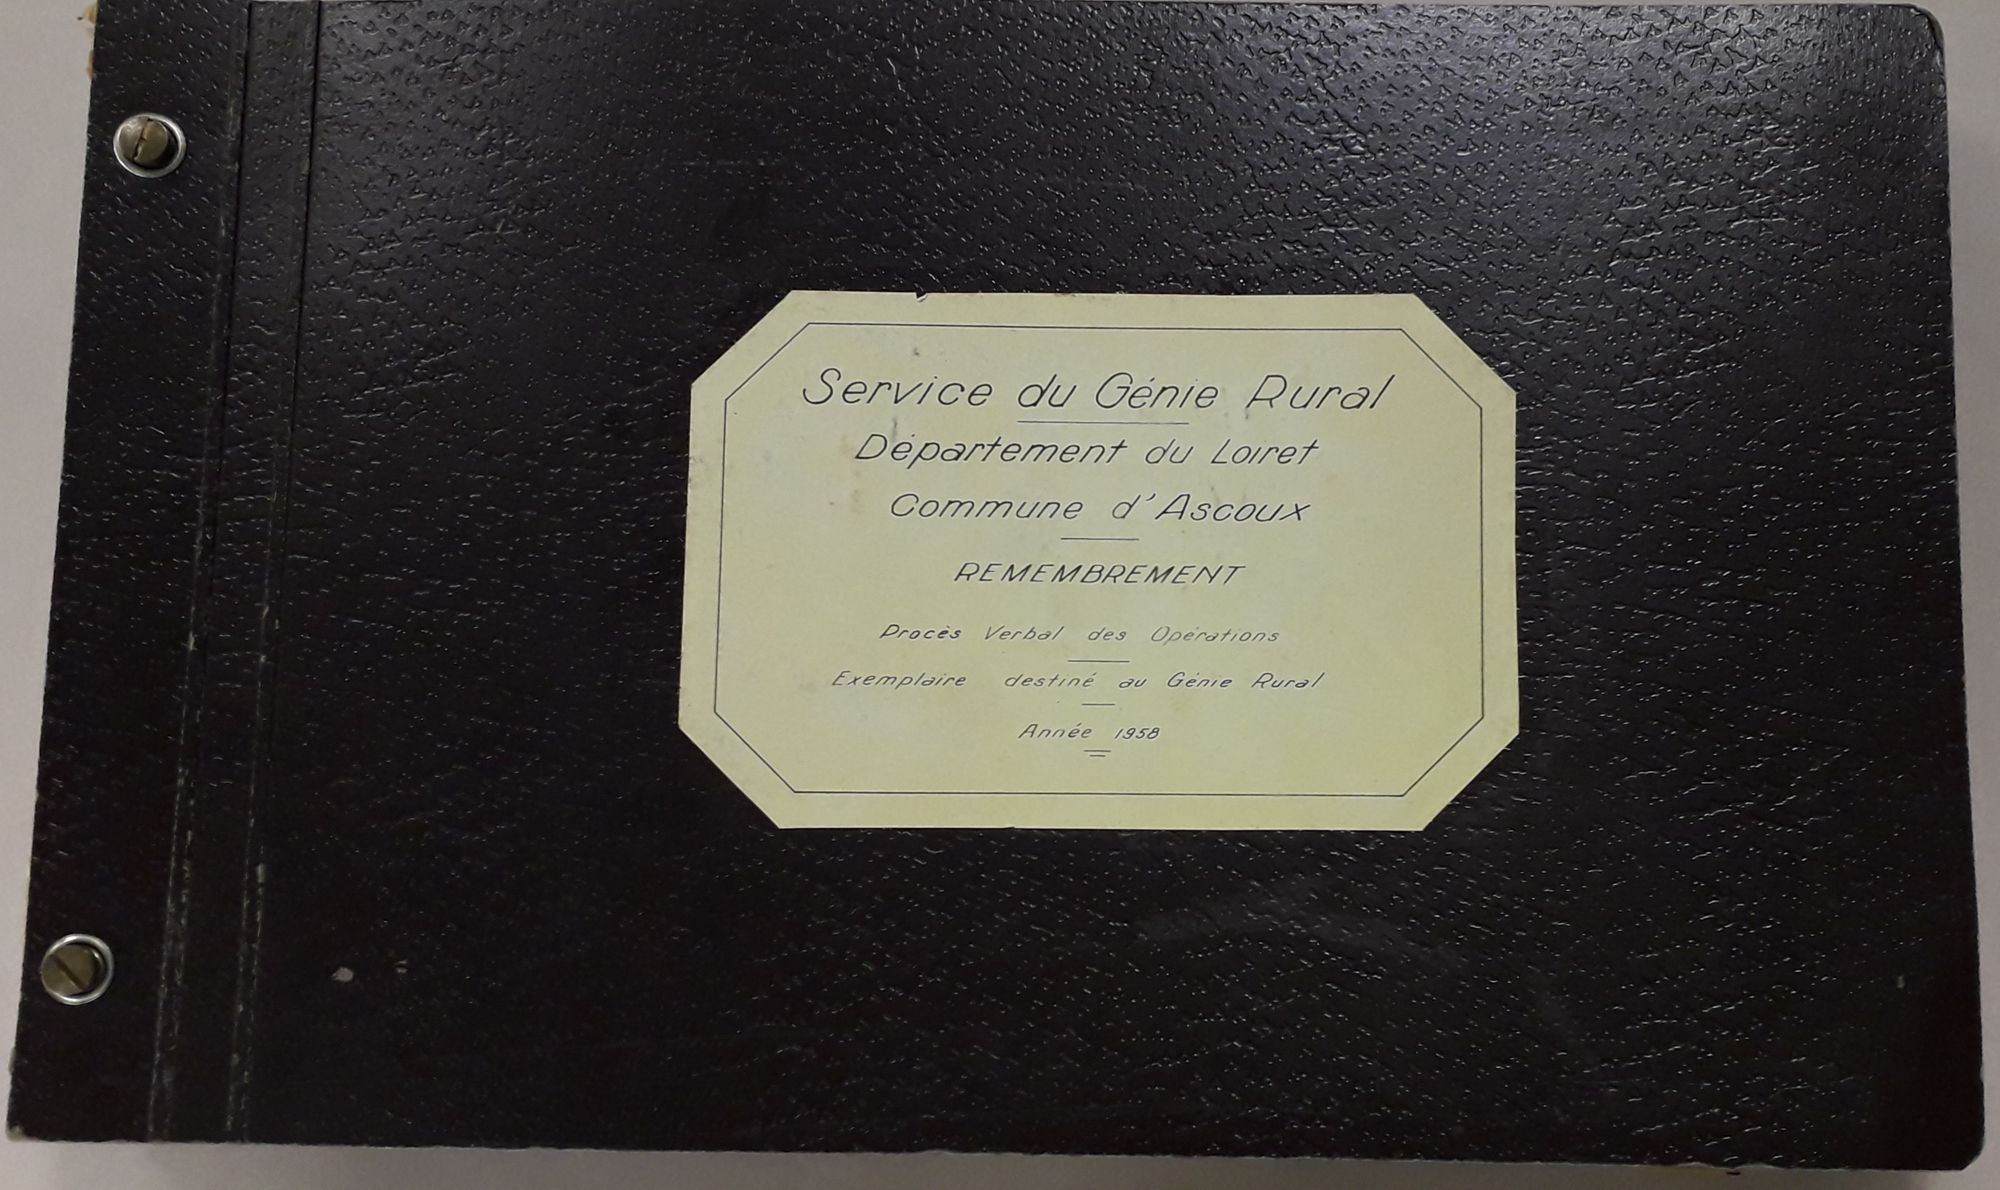 Service du Génie Rural
Département du Loiret
Commune d'Ascoux
REMEMBREMENT
Procès Verbal des Opérations
Exemplaire destiné au Génie Rural
Année 1958